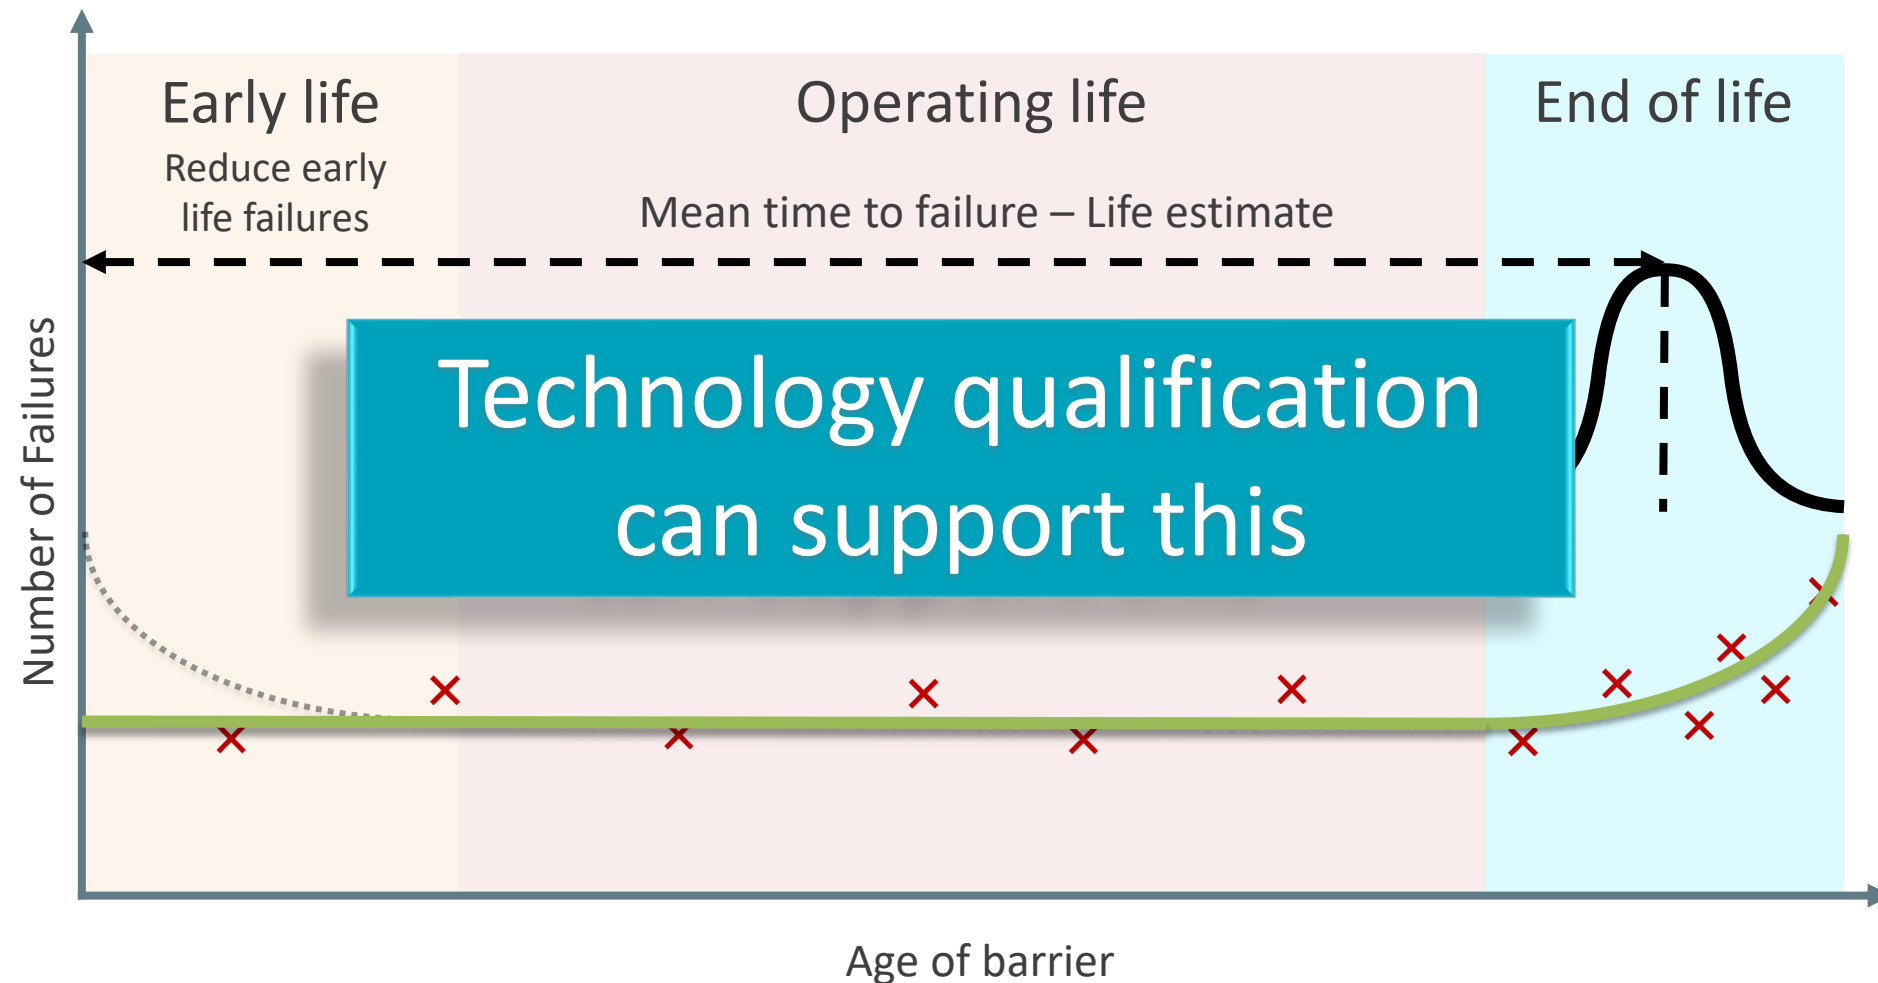 Early life
Operating life
End of life
Reduce early
life failures
Mean time to failure – Life estimate
Technology qualification
can support this
Number of Failures
Age of barrier